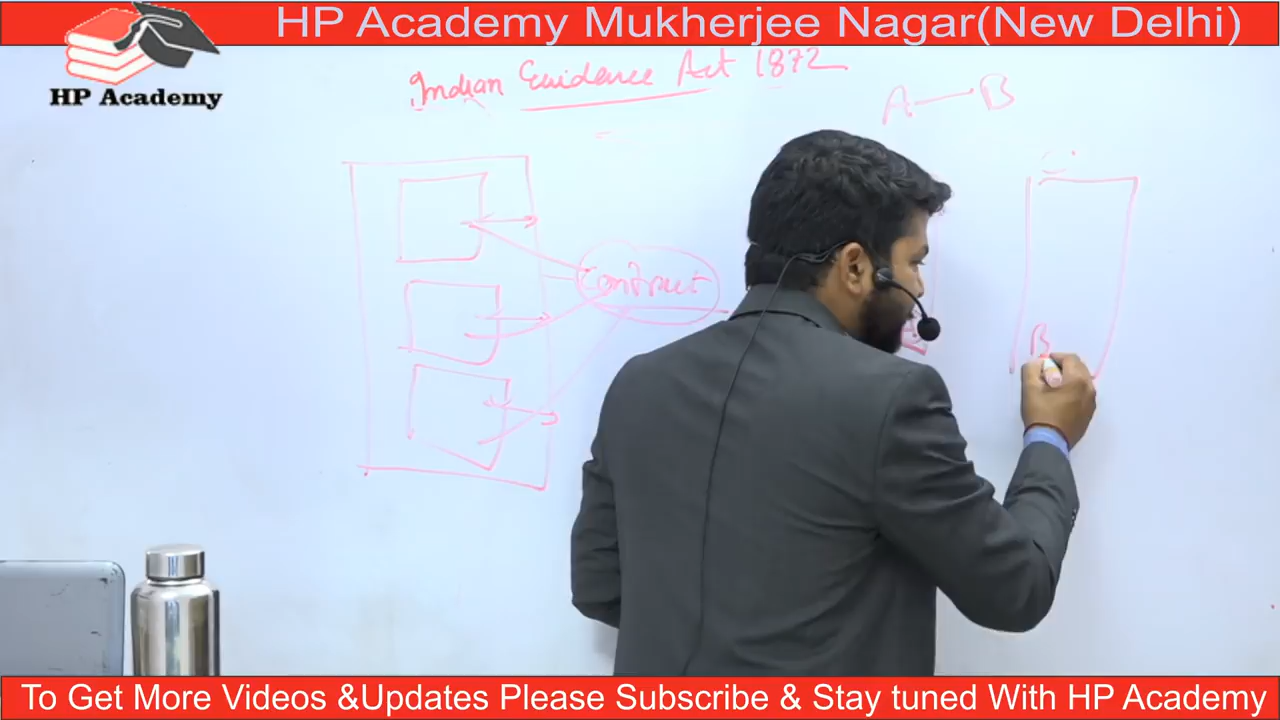 HP Academy Mukherjee Nagar(New Delhi)
HP Academy
Indian Evidence Act 1872
A B
Contract
B
To Get More Videos &Updates Please Subscribe & Stay tuned With HP Academy